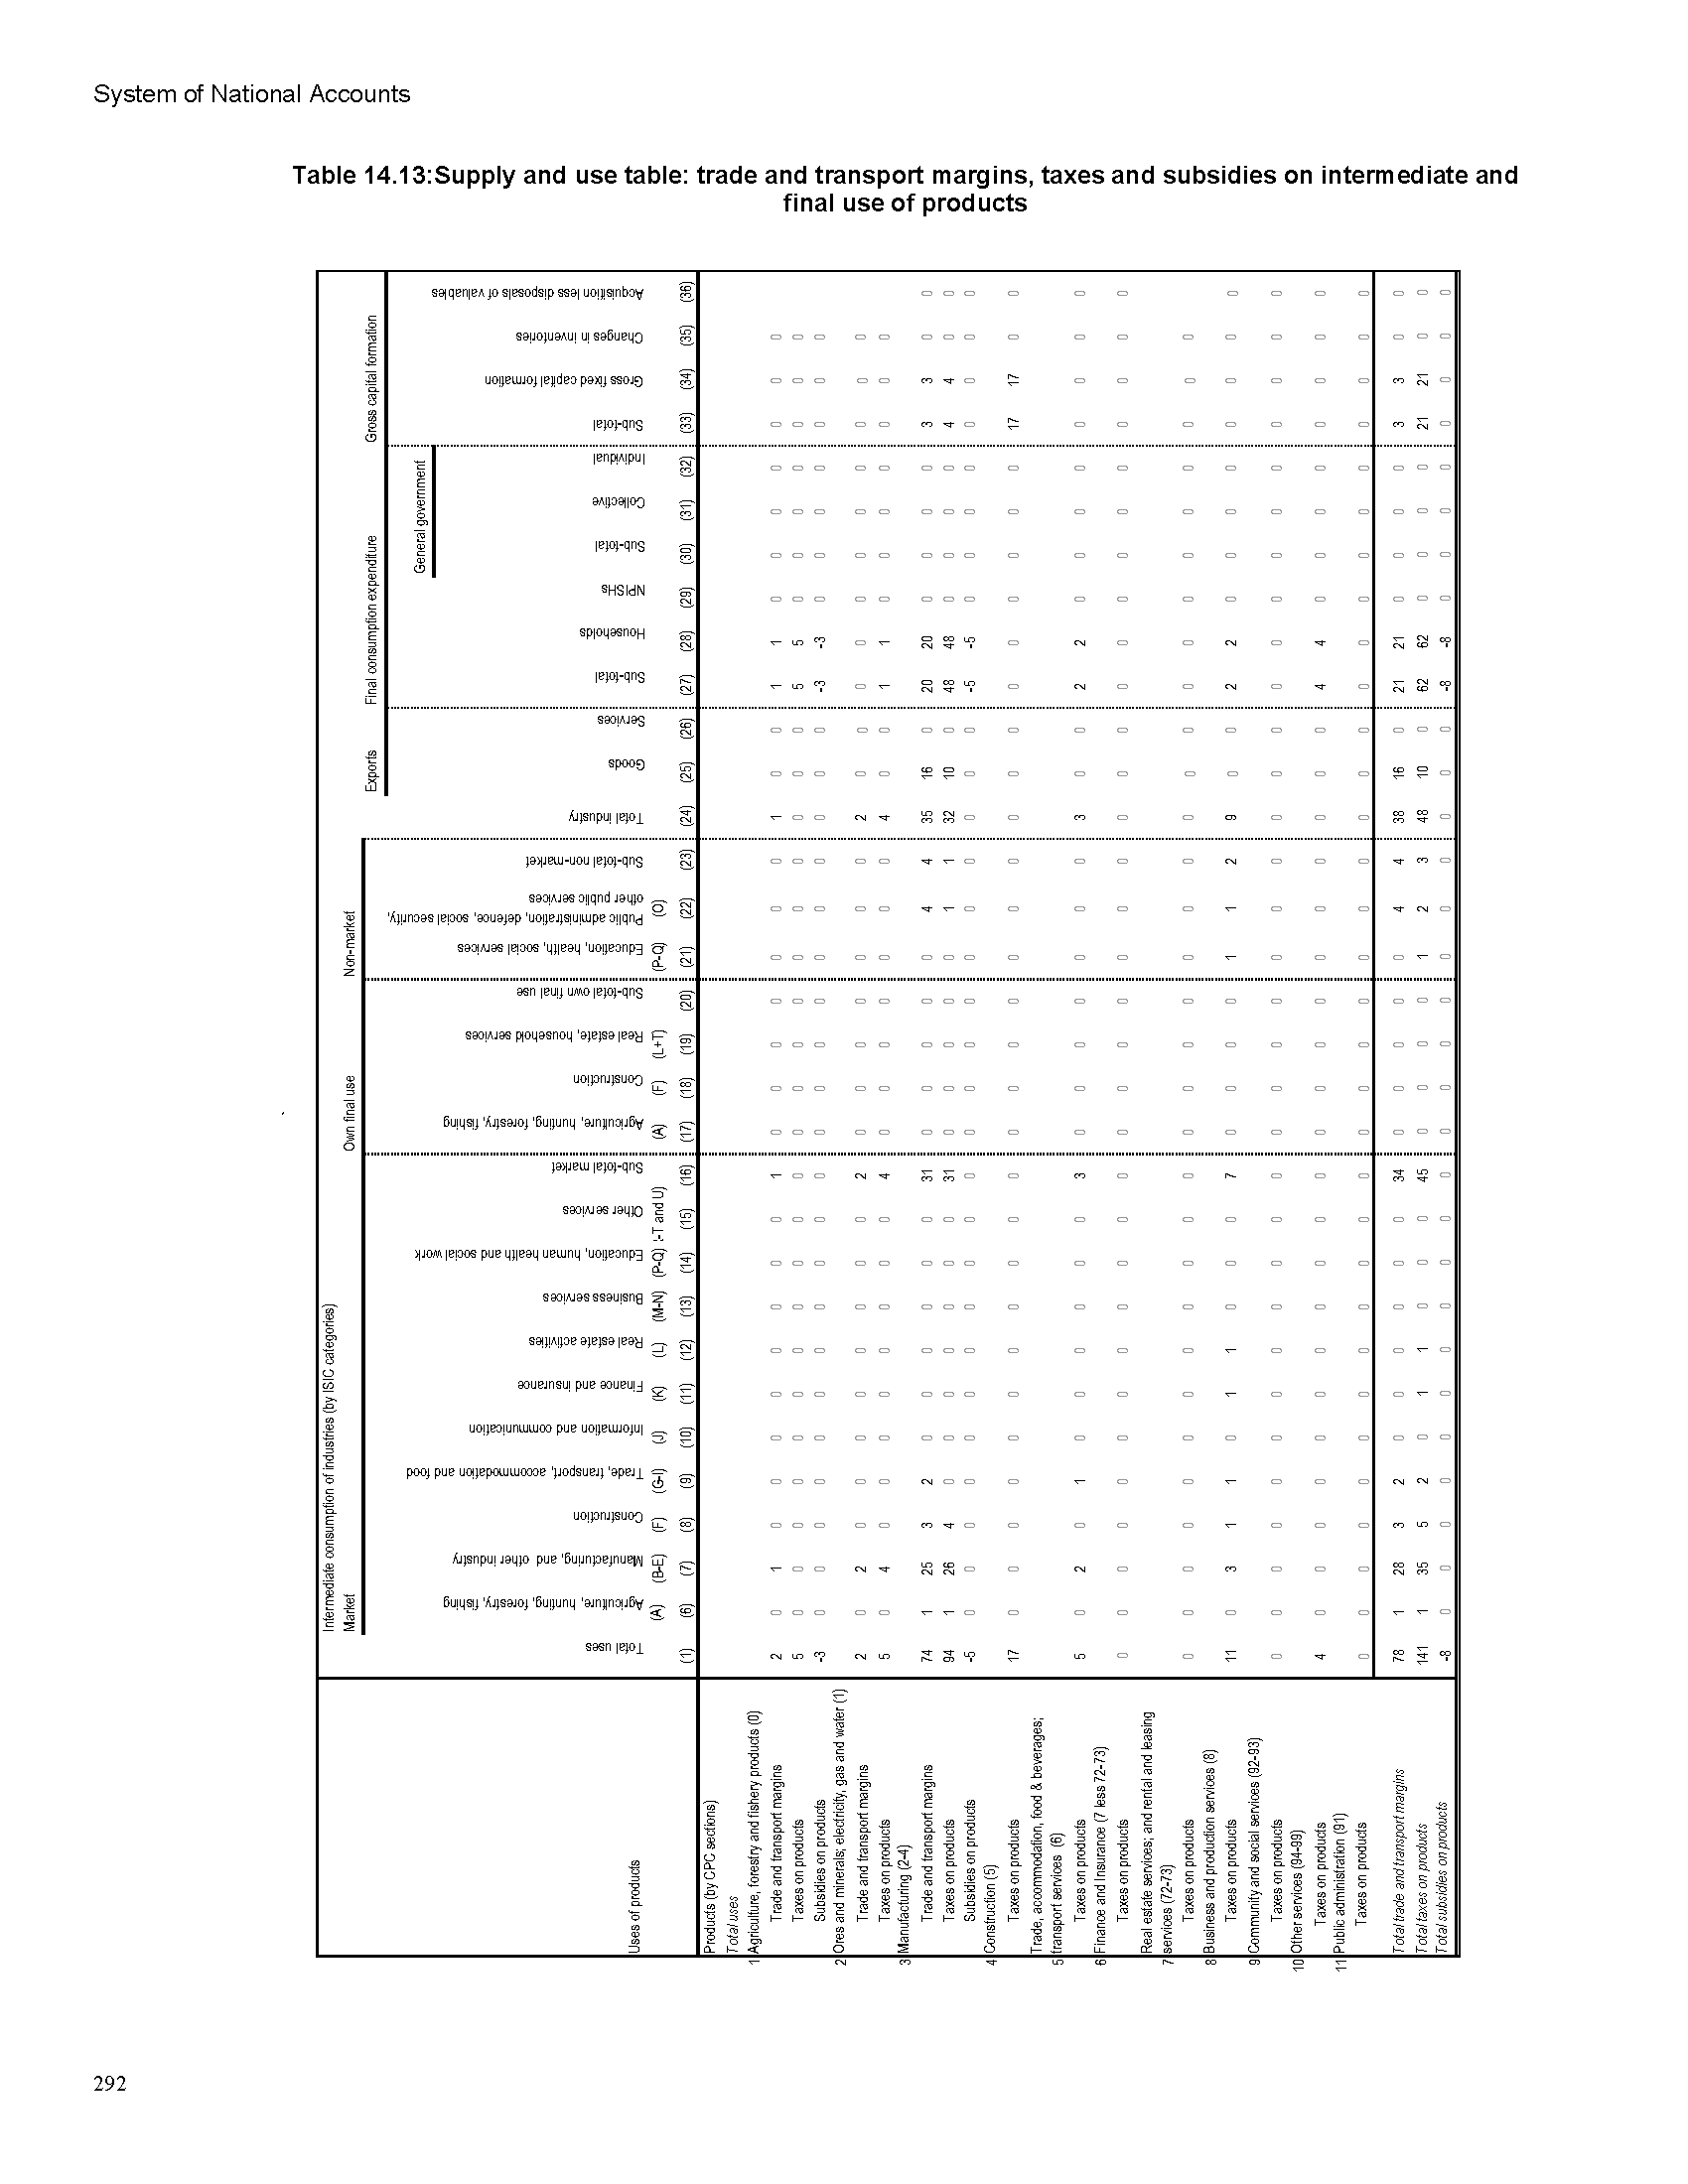 System of National Accounts
Table 14.13:Supply and use table: trade and transport margins, taxes and subsidies on intermediate and
final use of products
Intermediate consumption of industries (by ISIC categories)
Market Own final use Non-market
Exports Final consumption expenditure Gross capital formation
General government
Uses of products
Total uses (1)
Agriculture, hunting, forestry, fishing (A) (6)
Manufacturing, and other industry (B-E) (7)
Construction (F) (8)
Trade, transport, accommodation and food (G-I) (9)
Information and communication (J) (10)
Finance and insurance (K) (11)
Real estate activities (L) (12)
Business services (M-N) (13)
Education, human health and social work (P-Q) (14)
Other services :-T and U) (15)
Sub-total market (16)
Agriculture, hunting, forestry, fishing (A) (17)
Construction (F) (18)
Real estate, household services (L+T) (19)
Sub-total own final use (20)
Education, health, social services (P-Q) (21)
Public administration, defence, social security,
other public services (O) (22)
Sub-total non-market (23)
Total industry (24)
Goods (25)
Services (26)
Sub-total (27)
Households (28)
NPISHs (29)
Sub-total (30)
Collective (31)
Individual (32)
Sub-total (33)
Gross fixed capital formation (34)
Changes in inventories (35)
Acquisition less disposals of valuables (36)
Products (by CPC sections)
Total uses
1 Agriculture, forestry and fishery products (0)
Trade and transport margins 2 0 1 0 0 0 0 0 0 0 0 1 0 0 0 0 0 0 0 1 0 0 1 1 0 0 0 0 0 0 0
Taxes on products 5 0 0 0 0 0 0 0 0 0 0 0 0 0 0 0 0 0 0 0 0 0 5 5 0 0 0 0 0 0 0
Subsidies on products -3 0 0 0 0 0 0 0 0 0 0 0 0 0 0 0 0 0 0 0 0 0 -3 -3 0 0 0 0 0 0 0
2 Ores and minerals; electricity, gas and water (1)
Trade and transport margins 2 0 2 0 0 0 0 0 0 0 0 2 0 0 0 0 0 0 0 2 0 0 0 0 0 0 0 0 0 0 0
Taxes on products 5 0 4 0 0 0 0 0 0 0 0 4 0 0 0 0 0 0 0 4 0 0 1 1 0 0 0 0 0 0 0
3 Manufacturing (2-4)
Trade and transport margins 74 1 25 3 2 0 0 0 0 0 0 31 0 0 0 0 0 4 4 35 16 0 20 20 0 0 0 0 3 3 0 0
Taxes on products 94 1 26 4 0 0 0 0 0 0 0 31 0 0 0 0 0 1 1 32 10 0 48 48 0 0 0 0 4 4 0 0
Subsidies on products -5 0 0 0 0 0 0 0 0 0 0 0 0 0 0 0 0 0 0 0 0 0 -5 -5 0 0 0 0 0 0 0 0
4 Construction (5)
Taxes on products 17 0 0 0 0 0 0 0 0 0 0 0 0 0 0 0 0 0 0 0 0 0 0 0 0 0 0 0 17 17 0 0
Trade, accommodation, food & beverages;
5 transport services (6)
Taxes on products 5 0 2 0 1 0 0 0 0 0 0 3 0 0 0 0 0 0 0 3 0 0 2 2 0 0 0 0 0 0 0 0
6 Finance and Insurance (7 less 72-73)
Taxes on products 0 0 0 0 0 0 0 0 0 0 0 0 0 0 0 0 0 0 0 0 0 0 0 0 0 0 0 0 0 0 0 0
Real estate services; and rental and leasing
7 services (72-73)
Taxes on products 0 0 0 0 0 0 0 0 0 0 0 0 0 0 0 0 0 0 0 0 0 0 0 0 0 0 0 0 0 0 0
8 Business and production services (8)
Taxes on products 11 0 3 1 1 0 1 1 0 0 0 7 0 0 0 0 1 1 2 9 0 0 2 2 0 0 0 0 0 0 0 0
9 Community and social services (92-93)
Taxes on products 0 0 0 0 0 0 0 0 0 0 0 0 0 0 0 0 0 0 0 0 0 0 0 0 0 0 0 0 0 0 0 0
10 Other services (94-99)
Taxes on products 4 0 0 0 0 0 0 0 0 0 0 0 0 0 0 0 0 0 0 0 0 0 4 4 0 0 0 0 0 0 0 0
11 Public administration (91)
Taxes on products 0 0 0 0 0 0 0 0 0 0 0 0 0 0 0 0 0 0 0 0 0 0 0 0 0 0 0 0 0 0 0 0
Total trade and transport margins 78 1 28 3 2 0 0 0 0 0 0 34 0 0 0 0 0 4 4 38 16 0 21 21 0 0 0 0 3 3 0 0
Total taxes on products 141 1 35 5 2 0 1 1 0 0 0 45 0 0 0 0 1 2 3 48 10 0 62 62 0 0 0 0 21 21 0 0
Total subsidies on products -8 0 0 0 0 0 0 0 0 0 0 0 0 0 0 0 0 0 0 0 0 0 -8 -8 0 0 0 0 0 0 0 0
292